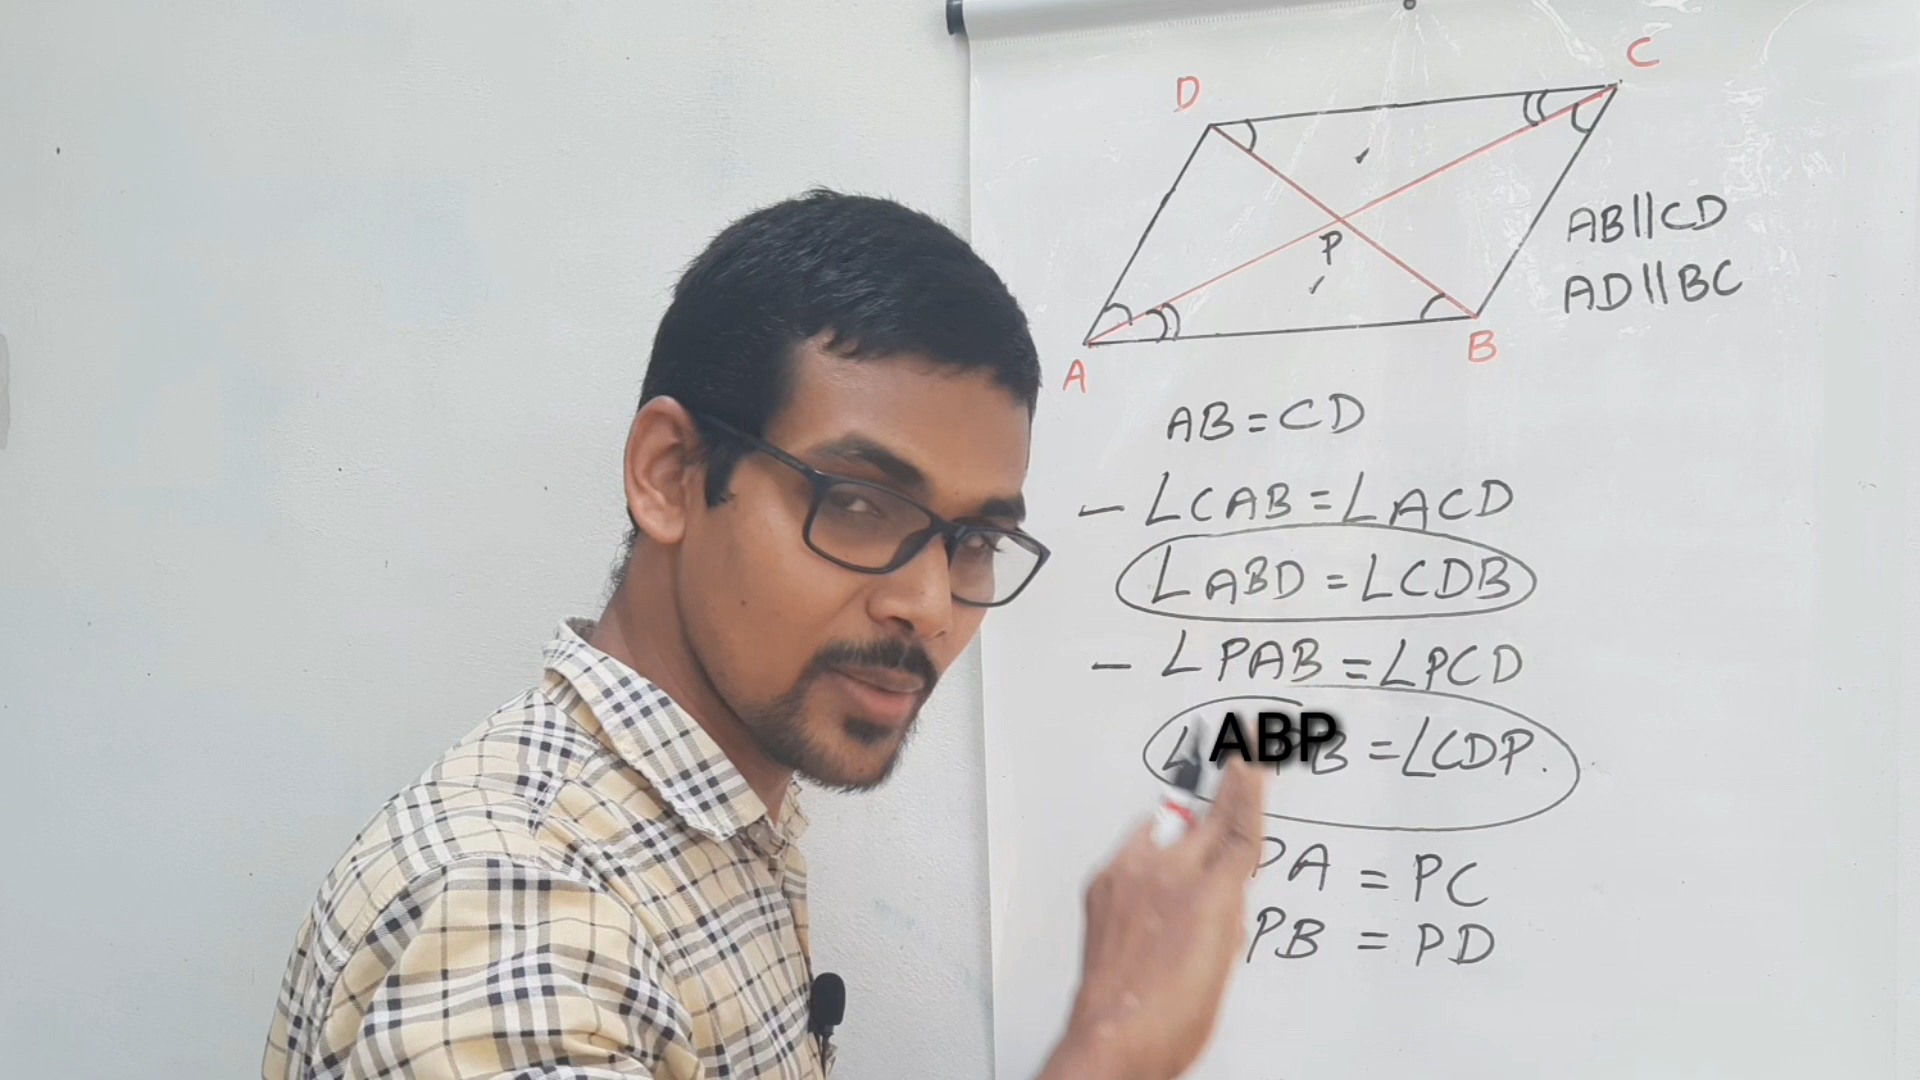 D
C
P
A
B
AB||CD
AD||BC
AB = CD
– ∠CAB = ∠ACD
∠ABD = ∠CDB
– ∠PAB = ∠PCD
∠ABP = ∠CDP.
PA = PC
PB = PD